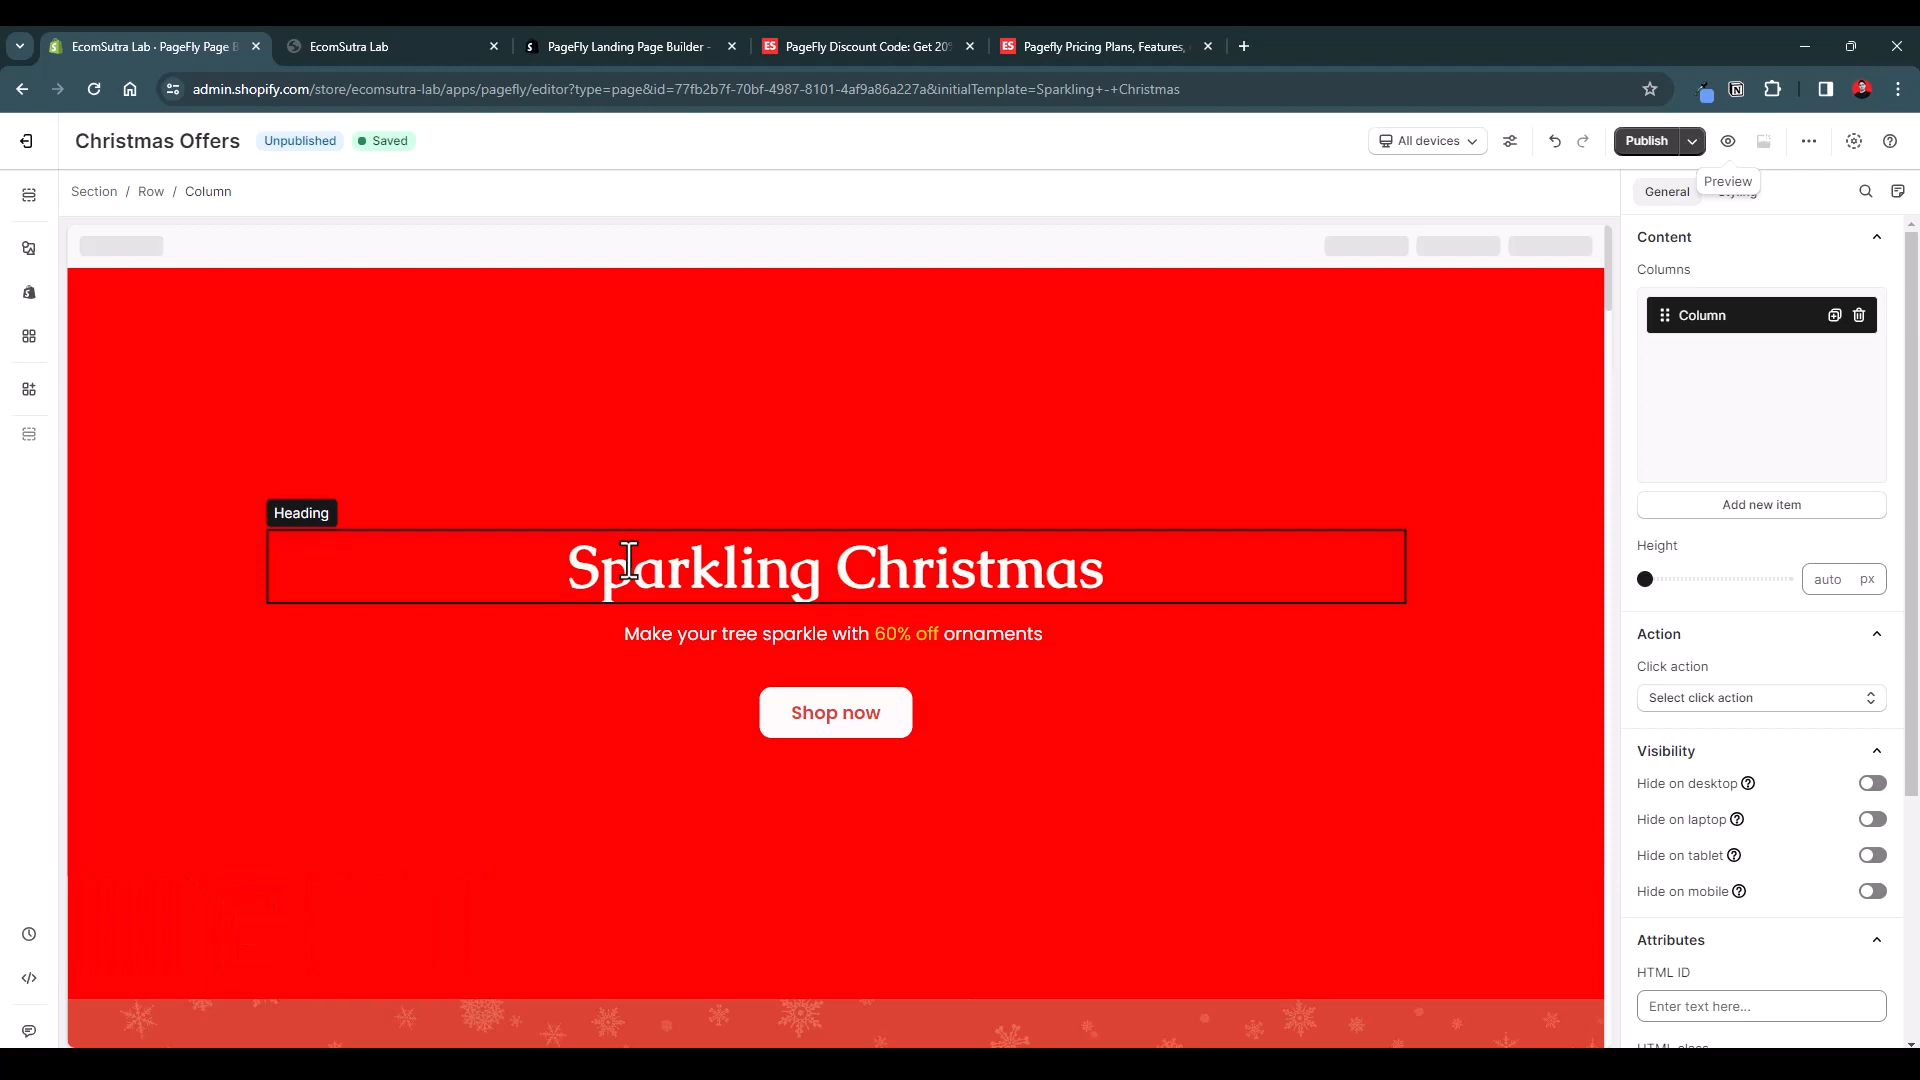 EcomSutra Lab · PageFly Page B
EcomSutra Lab
PageFly Landing Page Builder -
ES
PageFly Discount Code: Get 20%
ES
Pagefly Pricing Plans, Features,
admin.shopify.com/store/ecomsutra-lab/apps/pagefly/editor?type=page&id=77fb2b7f-70bf-4987-8101-4af9a86a227a&initialTemplate=Sparkling+-+Christmas
Christmas Offers
Unpublished
Saved
All devices
Publish
Preview
Section / Row / Column
General
Styling
Content
Columns
Column
Add new item
Height
auto px
Heading
Sparkling Christmas
Make your tree sparkle with 60% off ornaments
Shop now
Action
Click action
Select click action
Visibility
Hide on desktop
Hide on laptop
Hide on tablet
Hide on mobile
Attributes
HTML ID
Enter text here...
HTML class